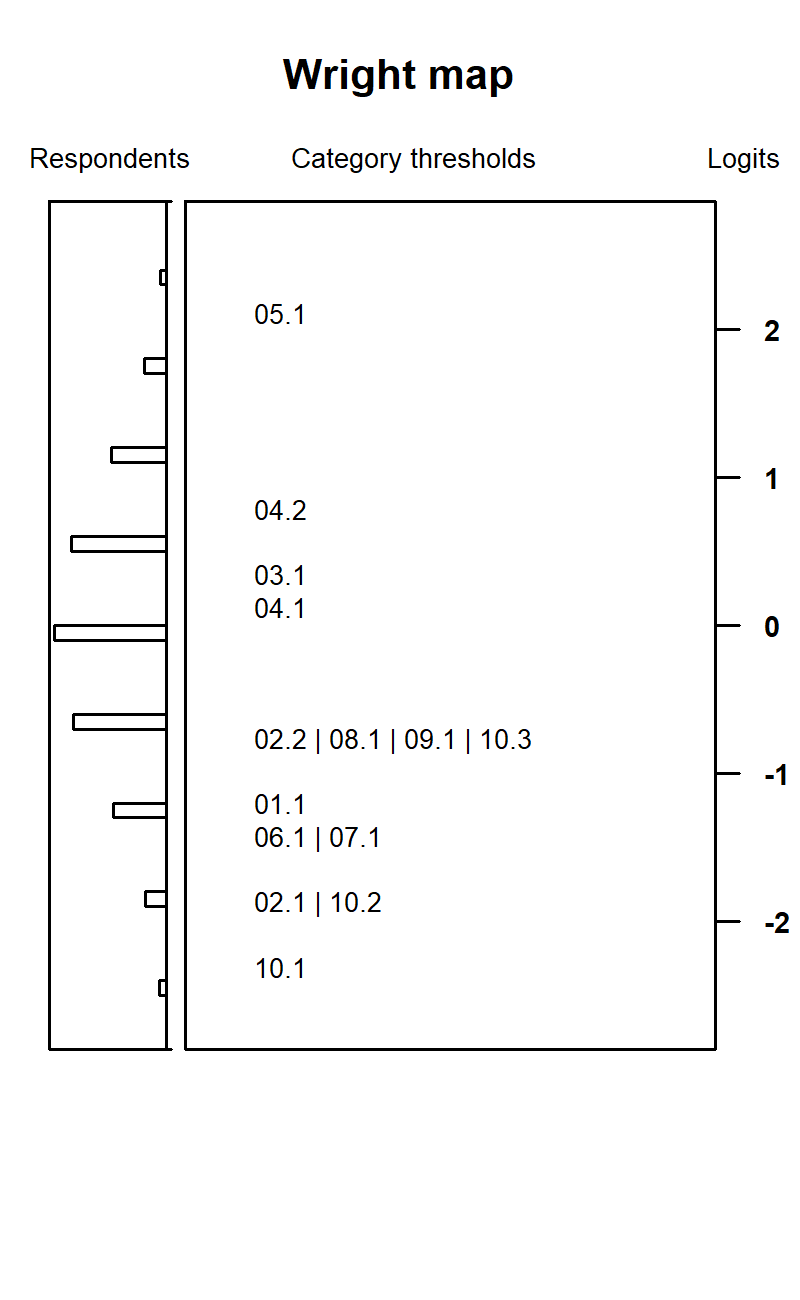 Wright map
Respondents Category thresholds Logits
05.1
2
1
04.2
03.1
04.1
0
02.2 | 08.1 | 09.1 | 10.3
-1
01.1
06.1 | 07.1
02.1 | 10.2
-2
10.1